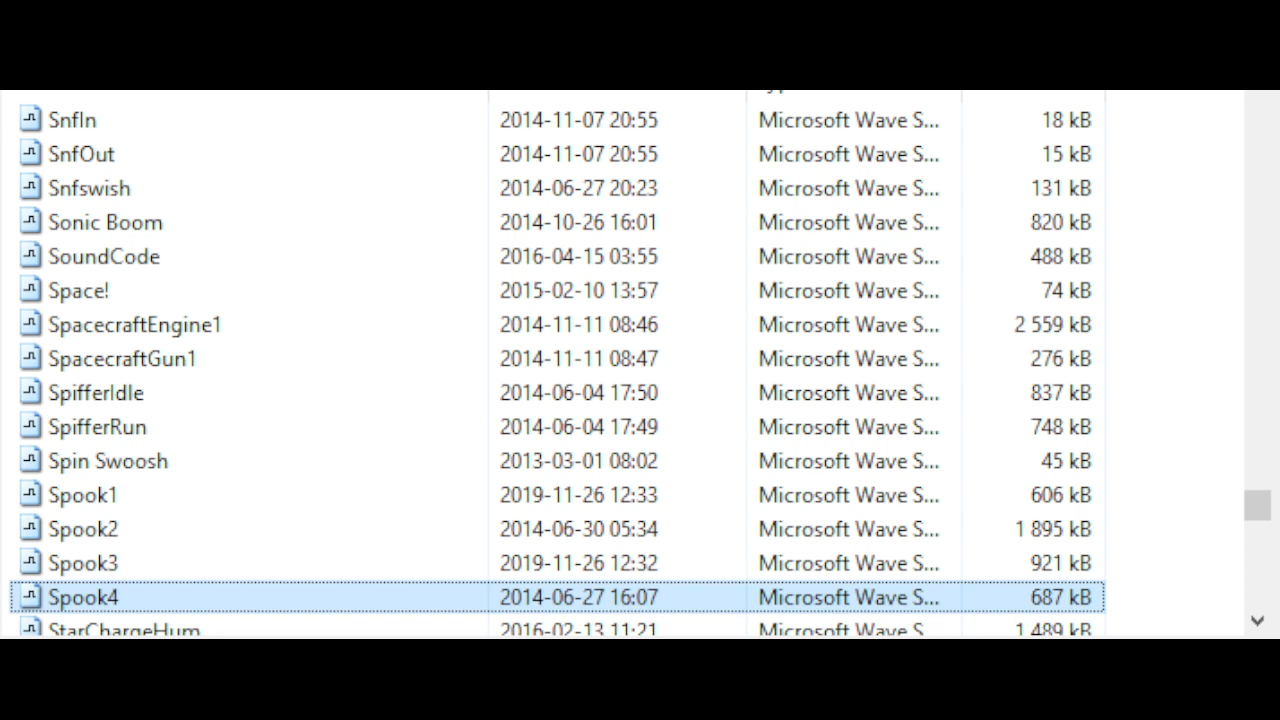 SnfIn 2014-11-07 20:55 Microsoft Wave S... 18 kB
SnfOut 2014-11-07 20:55 Microsoft Wave S... 15 kB
Snfswish 2014-06-27 20:23 Microsoft Wave S... 131 kB
Sonic Boom 2014-10-26 16:01 Microsoft Wave S... 820 kB
SoundCode 2016-04-15 03:55 Microsoft Wave S... 488 kB
Space! 2015-02-10 13:57 Microsoft Wave S... 74 kB
SpacecraftEngine1 2014-11-11 08:46 Microsoft Wave S... 2 559 kB
SpacecraftGun1 2014-11-11 08:47 Microsoft Wave S... 276 kB
SpifferIdle 2014-06-04 17:50 Microsoft Wave S... 837 kB
SpifferRun 2014-06-04 17:49 Microsoft Wave S... 748 kB
Spin Swoosh 2013-03-01 08:02 Microsoft Wave S... 45 kB
Spook1 2019-11-26 12:33 Microsoft Wave S... 606 kB
Spook2 2014-06-30 05:34 Microsoft Wave S... 1 895 kB
Spook3 2019-11-26 12:32 Microsoft Wave S... 921 kB
Spook4 2014-06-27 16:07 Microsoft Wave S... 687 kB
StarChargeHum 2016-02-13 11:21 Microsoft Wave S 1 489 kB